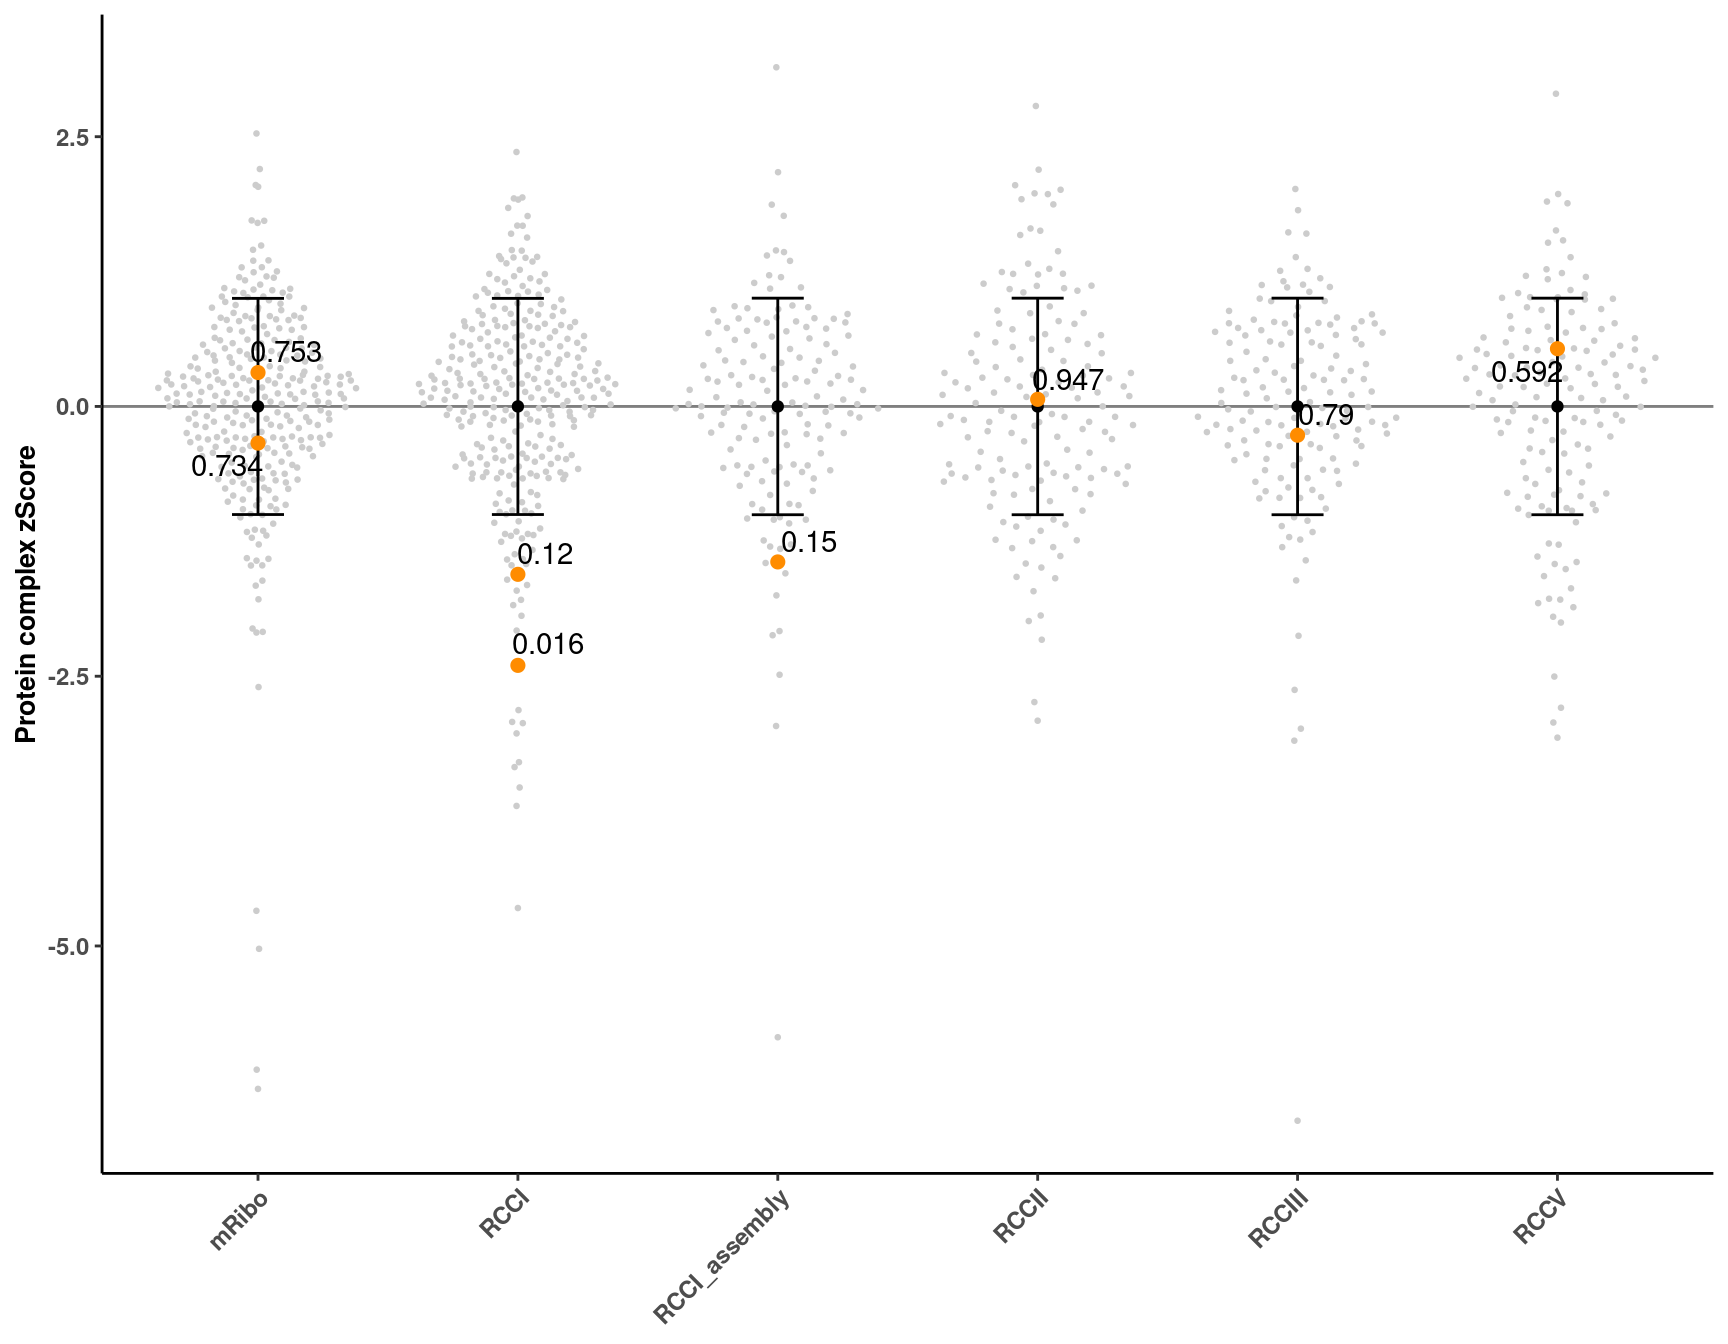 Protein complex zScore
2.5
0.0
-2.5
-5.0
0.753
0.734
0.12
0.016
0.15
0.947
0.79
0.592
mRibo
RCCI
RCCI_assembly
RCCII
RCCIII
RCCV